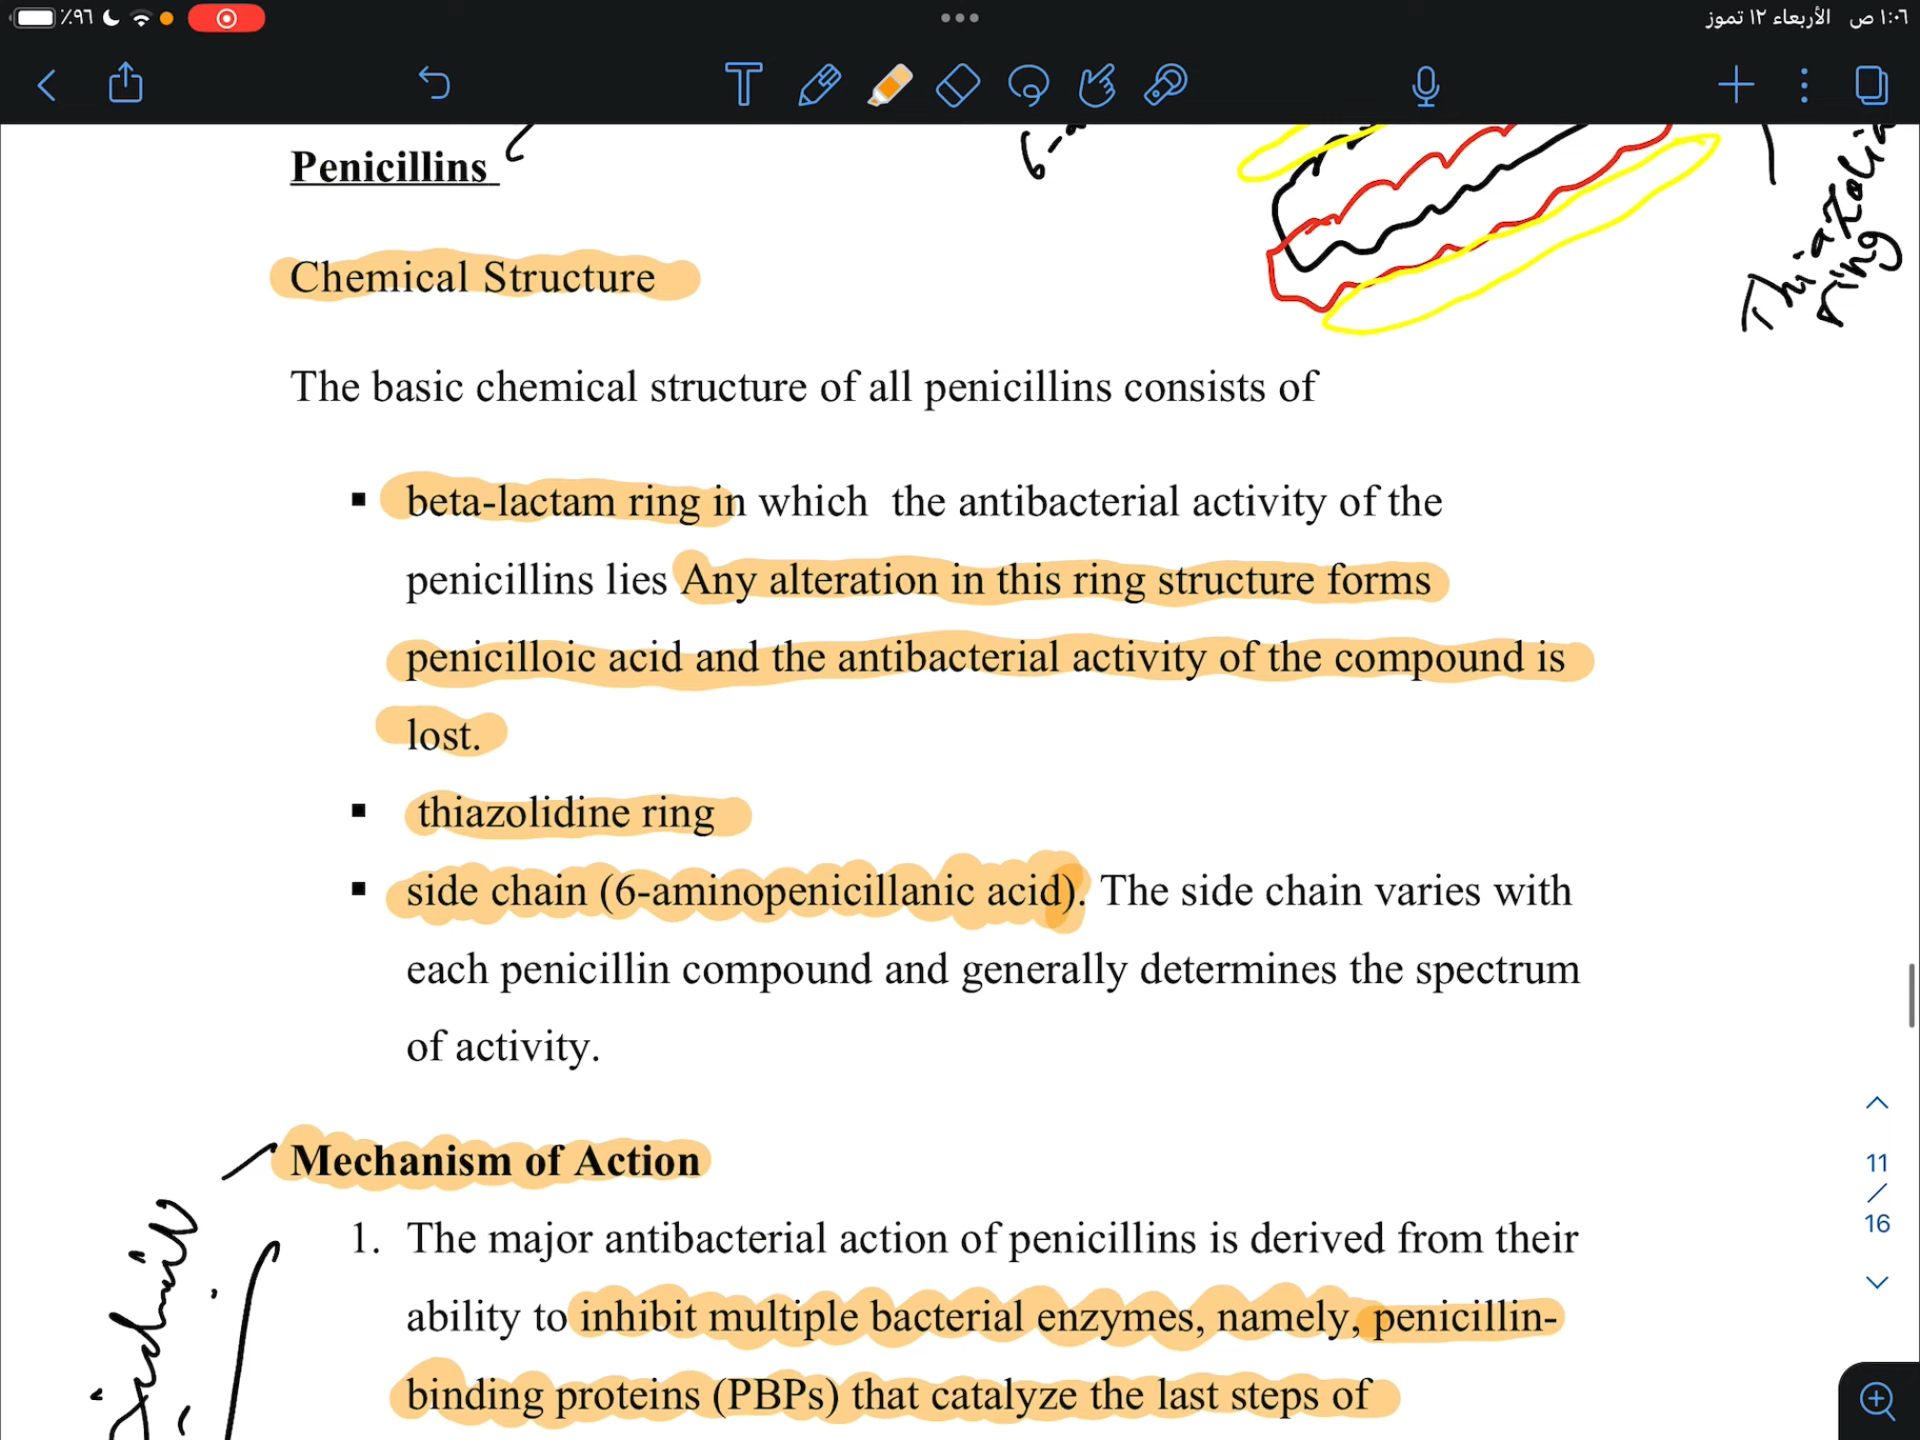 ٪٩٦
١:٠٦ ص الأربعاء ١٢ تموز
Penicillins
6-a
Thiazoli
ring
Chemical Structure
The basic chemical structure of all penicillins consists of
▪ beta-lactam ring in which the antibacterial activity of the
penicillins lies Any alteration in this ring structure forms
penicilloic acid and the antibacterial activity of the compound is
lost.
▪ thiazolidine ring
▪ side chain (6-aminopenicillanic acid). The side chain varies with
each penicillin compound and generally determines the spectrum
of activity.
Mechanism of Action
1. The major antibacterial action of penicillins is derived from their
ability to inhibit multiple bacterial enzymes, namely, penicillin-
binding proteins (PBPs) that catalyze the last steps of
11
/
16